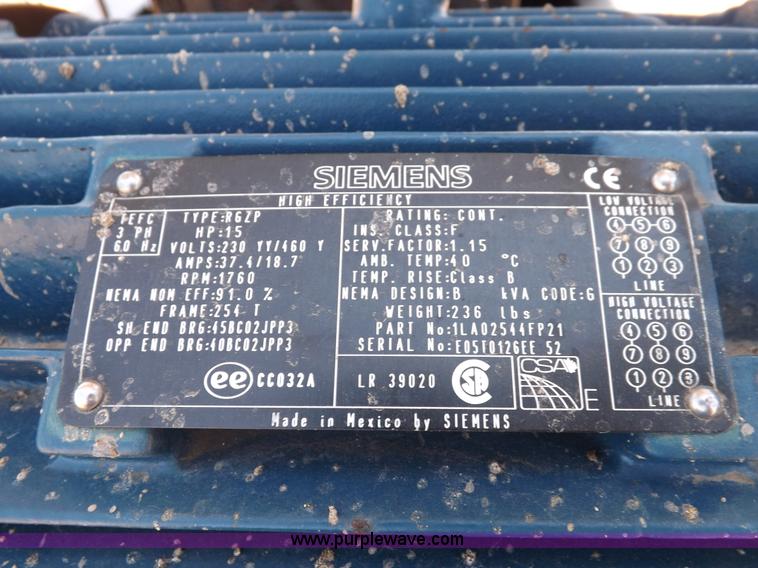 SIEMENS
CE
HIGH EFFICIENCY
TEFC
3 PH
60 Hz
TYPE:RGZP
HP:15
VOLTS:230 YY/460 Y
AMPS:37.4/18.7
RPM:1760
NEMA NOM EFF:91.0 %
FRAME:254 T
SH END BRG:45BC02JPP3
OPP END BRG:40BC02JPP3
RATING: CONT.
INS. CLASS:F
SERV.FACTOR:1.15
AMB. TEMP:40 °C
TEMP. RISE:Class B
NEMA DESIGN:B kVA CODE:G
WEIGHT:236 lbs
PART No:1LA02544FP21
SERIAL No:E05T0126EE 52
LOW VOLTAGE
CONNECTION
4-5-6
7 8 9
1 2 3
LINE
HIGH VOLTAGE
CONNECTION
4 5 6
7 8 9
1 2 3
LINE
ee CC032A
LR 39020
CSA
E
Made in Mexico by SIEMENS
www.purplewave.com